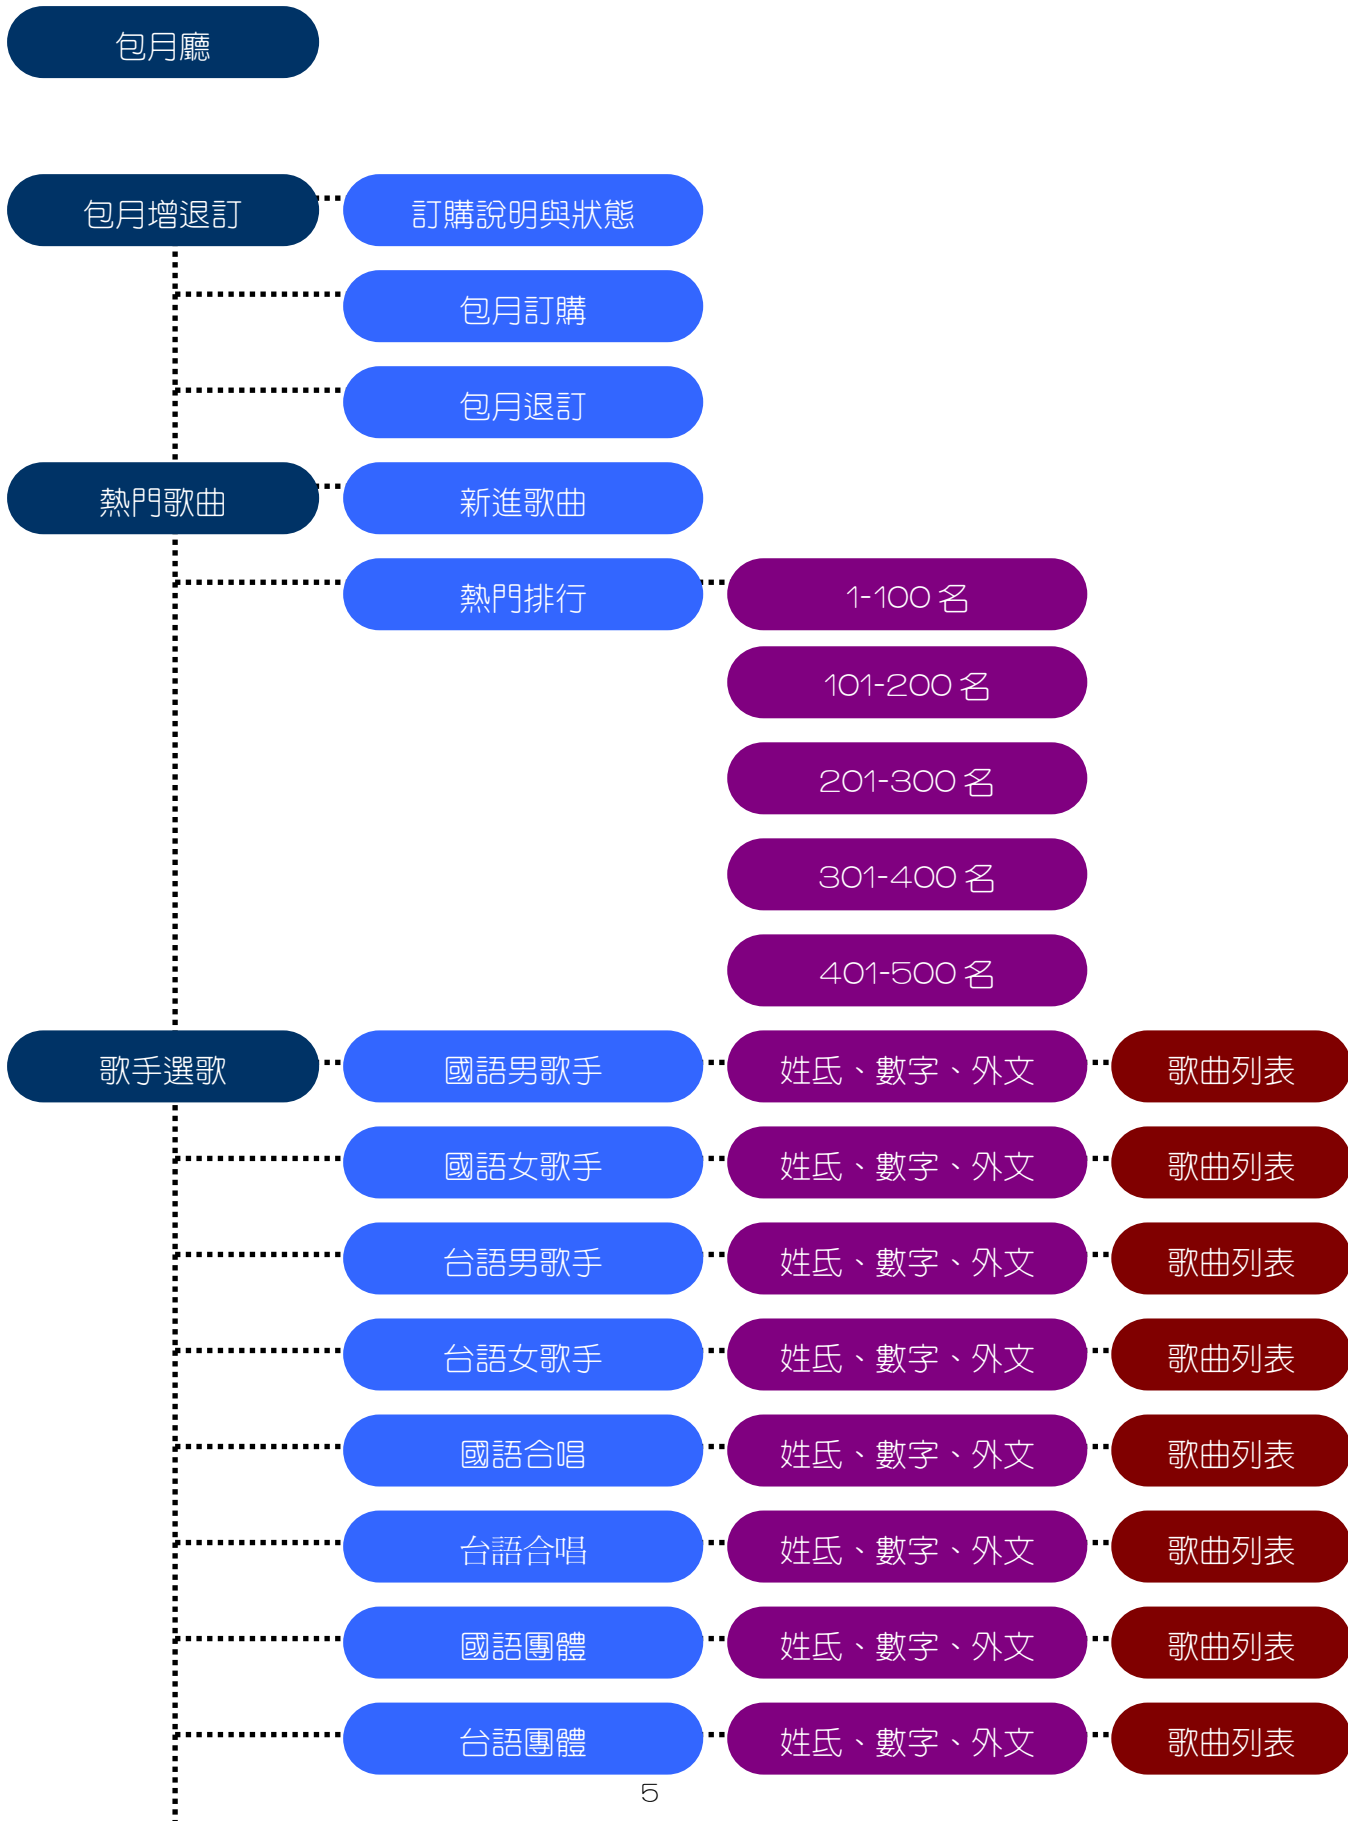 包月廳
包月增退訂 訂購說明與狀態
包月訂購
包月退訂
熱門歌曲 新進歌曲
熱門排行 1-100 名
101-200 名
201-300 名
301-400 名
401-500 名
歌手選歌 國語男歌手 姓氏、數字、外文 歌曲列表
國語女歌手 姓氏、數字、外文 歌曲列表
台語男歌手 姓氏、數字、外文 歌曲列表
台語女歌手 姓氏、數字、外文 歌曲列表
國語合唱 姓氏、數字、外文 歌曲列表
台語合唱 姓氏、數字、外文 歌曲列表
國語團體 姓氏、數字、外文 歌曲列表
台語團體 姓氏、數字、外文 歌曲列表
5